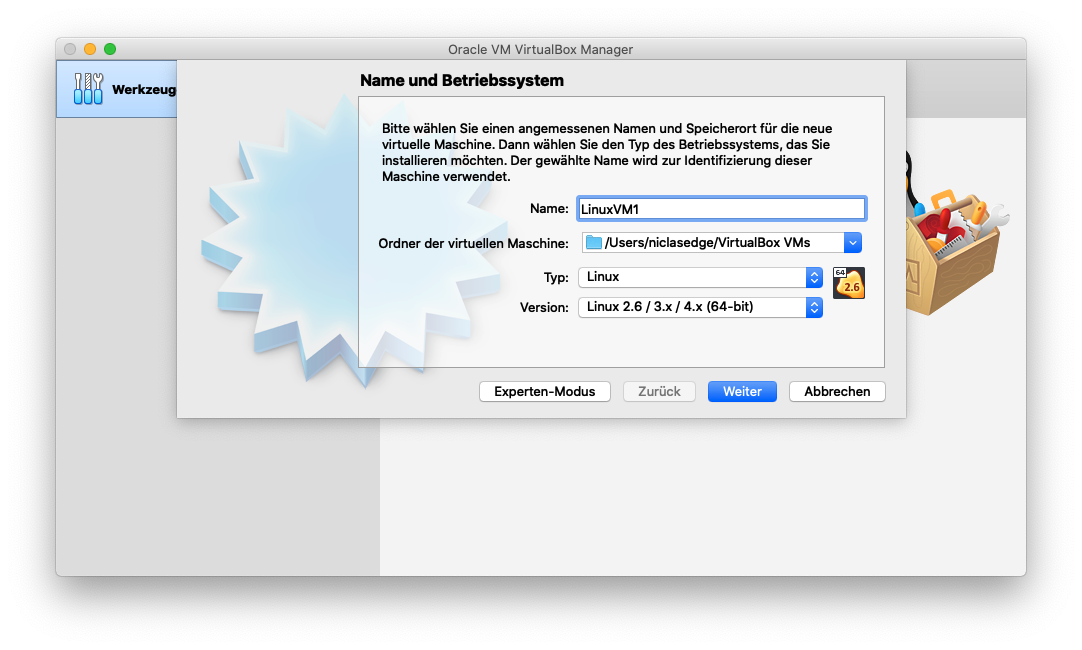 Oracle VM VirtualBox Manager
Werkzeuge
Name und Betriebssystem
Bitte wählen Sie einen angemessenen Namen und Speicherort für die neue
virtuelle Maschine. Dann wählen Sie den Typ des Betriebssystems, das Sie
installieren möchten. Der gewählte Name wird zur Identifizierung dieser
Maschine verwendet.
Name: LinuxVM1
Ordner der virtuellen Maschine: /Users/niclasedge/VirtualBox VMs
Typ: Linux
64
2.6
Version: Linux 2.6 / 3.x / 4.x (64-bit)
Experten-Modus Zurück Weiter Abbrechen